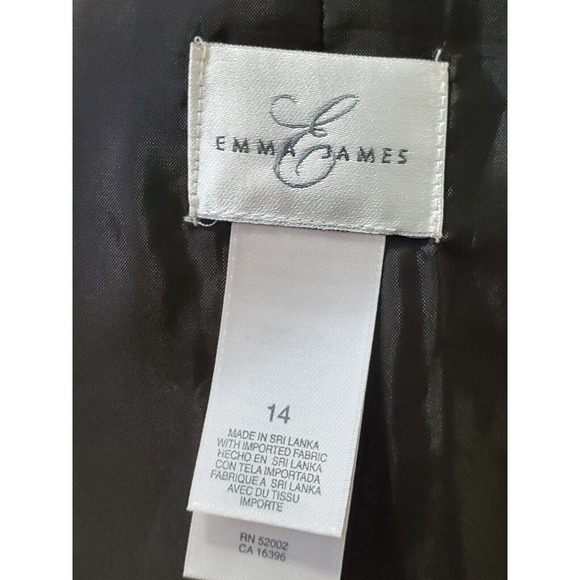 E
EMMA JAMES
14
MADE IN SRI LANKA
WITH IMPORTED FABRIC
HECHO EN SRI LANKA
CON TELA IMPORTADA
FABRIQUE A SRI LANKA
AVEC DU TISSU
IMPORTE
RN 52002
CA 16396